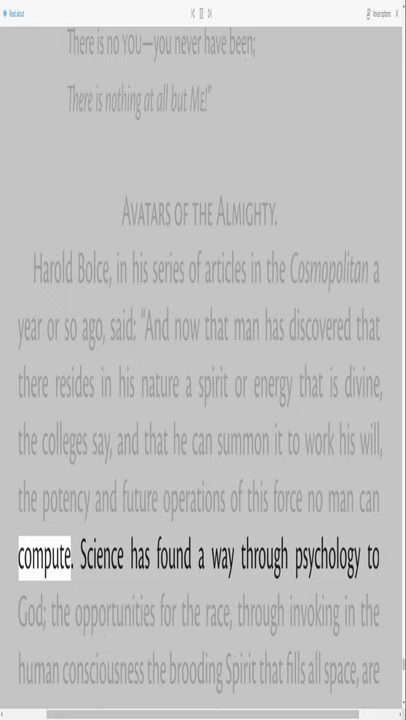 Read aloud
Voice options
There is no YOU—you never have been;
There is nothing at all but ME!"
AVATARS OF THE ALMIGHTY.
Harold Bolce, in his series of articles in the Cosmopolitan a
year or so ago, said: "And now that man has discovered that
there resides in his nature a spirit or energy that is divine,
the colleges say, and that he can summon it to work his will,
the potency and future operations of this force no man can
compute. Science has found a way through psychology to
God; the opportunities for the race, through invoking in the
human consciousness the brooding Spirit that fills all space, are